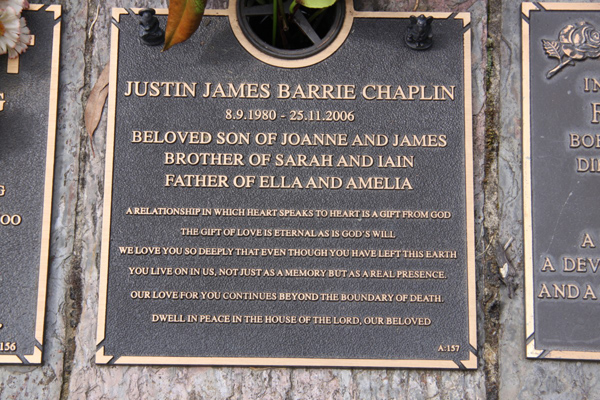 JUSTIN JAMES BARRIE CHAPLIN
8.9.1980 - 25.11.2006
BELOVED SON OF JOANNE AND JAMES
BROTHER OF SARAH AND IAIN
FATHER OF ELLA AND AMELIA
A RELATIONSHIP IN WHICH HEART SPEAKS TO HEART IS A GIFT FROM GOD
THE GIFT OF LOVE IS ETERNAL AS IS GOD'S WILL
WE LOVE YOU SO DEEPLY THAT EVEN THOUGH YOU HAVE LEFT THIS EARTH
YOU LIVE ON IN US, NOT JUST AS A MEMORY BUT AS A REAL PRESENCE.
OUR LOVE FOR YOU CONTINUES BEYOND THE BOUNDARY OF DEATH.
DWELL IN PEACE IN THE HOUSE OF THE LORD, OUR BELOVED
A:157
156
IN
A
A DEV
AND A